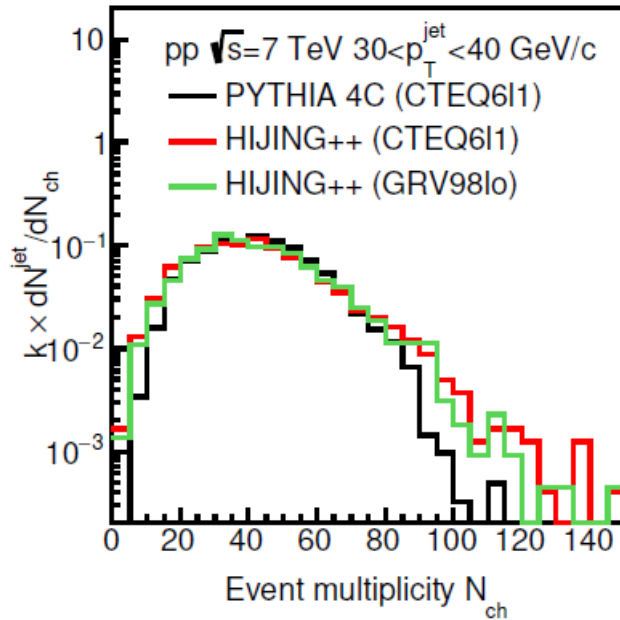 pp √s=7 TeV 30<p_T^jet<40 GeV/c
PYTHIA 4C (CTEQ6l1)
HIJING++ (CTEQ6l1)
HIJING++ (GRV98lo)
k × dN^jet/dN_ch
10
1
10^-1
10^-2
10^-3
0 20 40 60 80 100 120 140
Event multiplicity N_ch